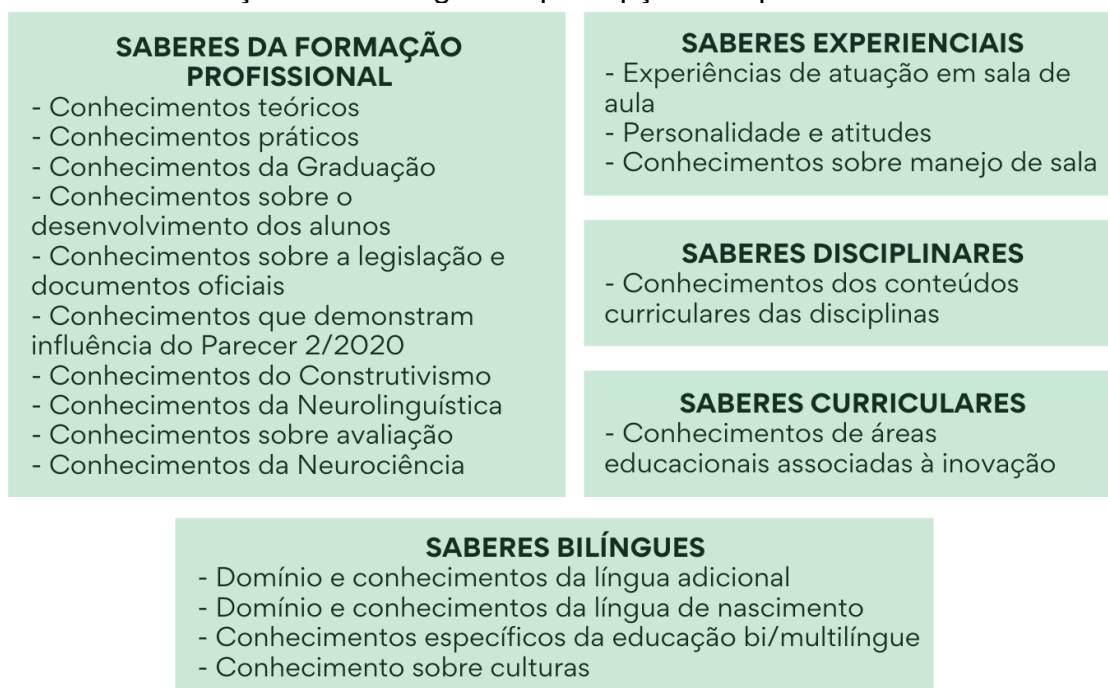 SABERES DA FORMAÇÃO
PROFISSIONAL
- Conhecimentos teóricos
- Conhecimentos práticos
- Conhecimentos da Graduação
- Conhecimentos sobre o
desenvolvimento dos alunos
- Conhecimentos sobre a legislação e
documentos oficiais
- Conhecimentos que demonstram
influência do Parecer 2/2020
- Conhecimentos do Construtivismo
- Conhecimentos da Neurolinguística
- Conhecimentos sobre avaliação
- Conhecimentos da Neurociência
SABERES EXPERIENCIAIS
- Experiências de atuação em sala de
aula
- Personalidade e atitudes
- Conhecimentos sobre manejo de sala
SABERES DISCIPLINARES
- Conhecimentos dos conteúdos
curriculares das disciplinas
SABERES CURRICULARES
- Conhecimentos de áreas
educacionais associadas à inovação
SABERES BILÍNGUES
- Domínio e conhecimentos da língua adicional
- Domínio e conhecimentos da língua de nascimento
- Conhecimentos específicos da educação bi/multilíngue
- Conhecimento sobre culturas